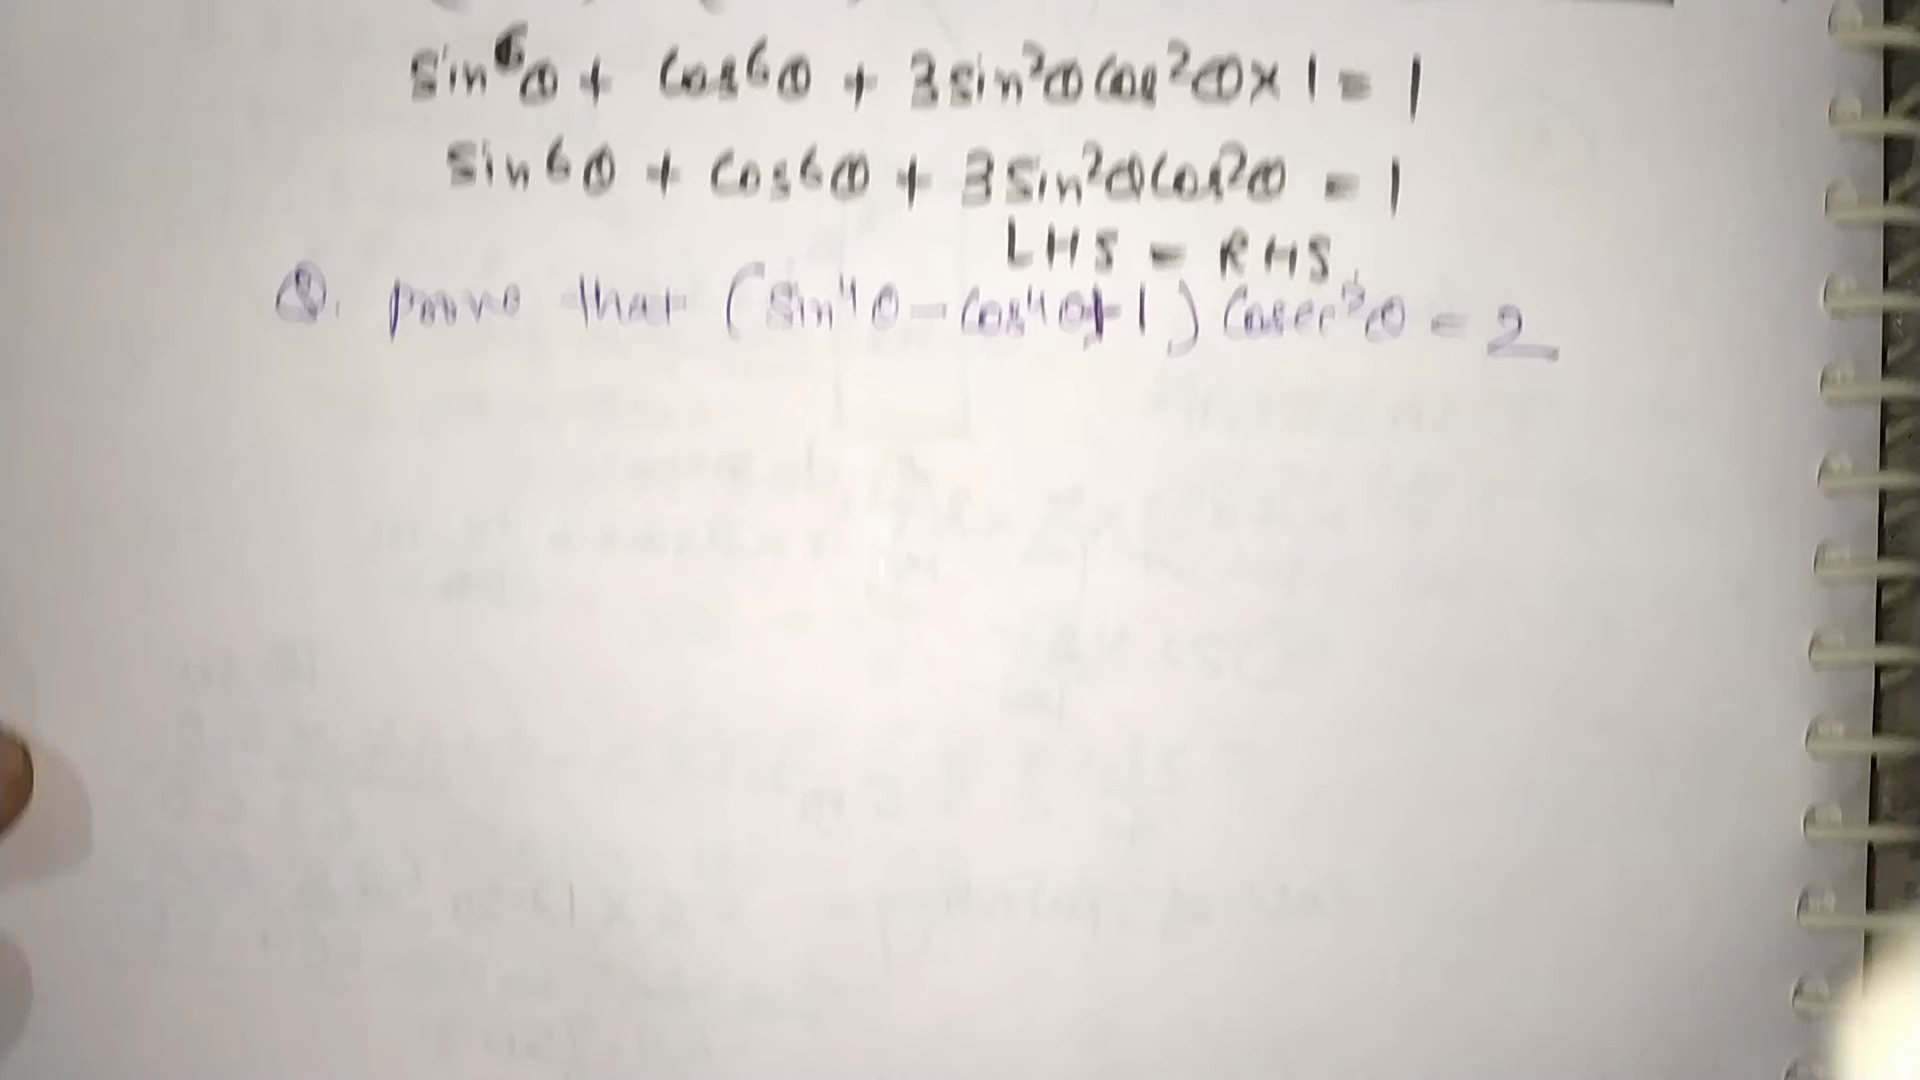 sin⁶θ + cos⁶θ + 3sin²θcos²θ×1 = 1
sin6θ + cos6θ + 3sin²θcos²θ = 1
LHS = RHS
Q. prove that (sin⁴θ-cos⁴θ+1) cosec²θ = 2